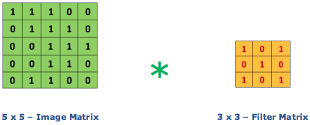 1 1 1 0 0
0 1 1 1 0
0 0 1 1 1
0 0 1 1 0
0 1 1 0 0
*
1 0 1
0 1 0
1 0 1
5 x 5 – Image Matrix
3 x 3 – Filter Matrix